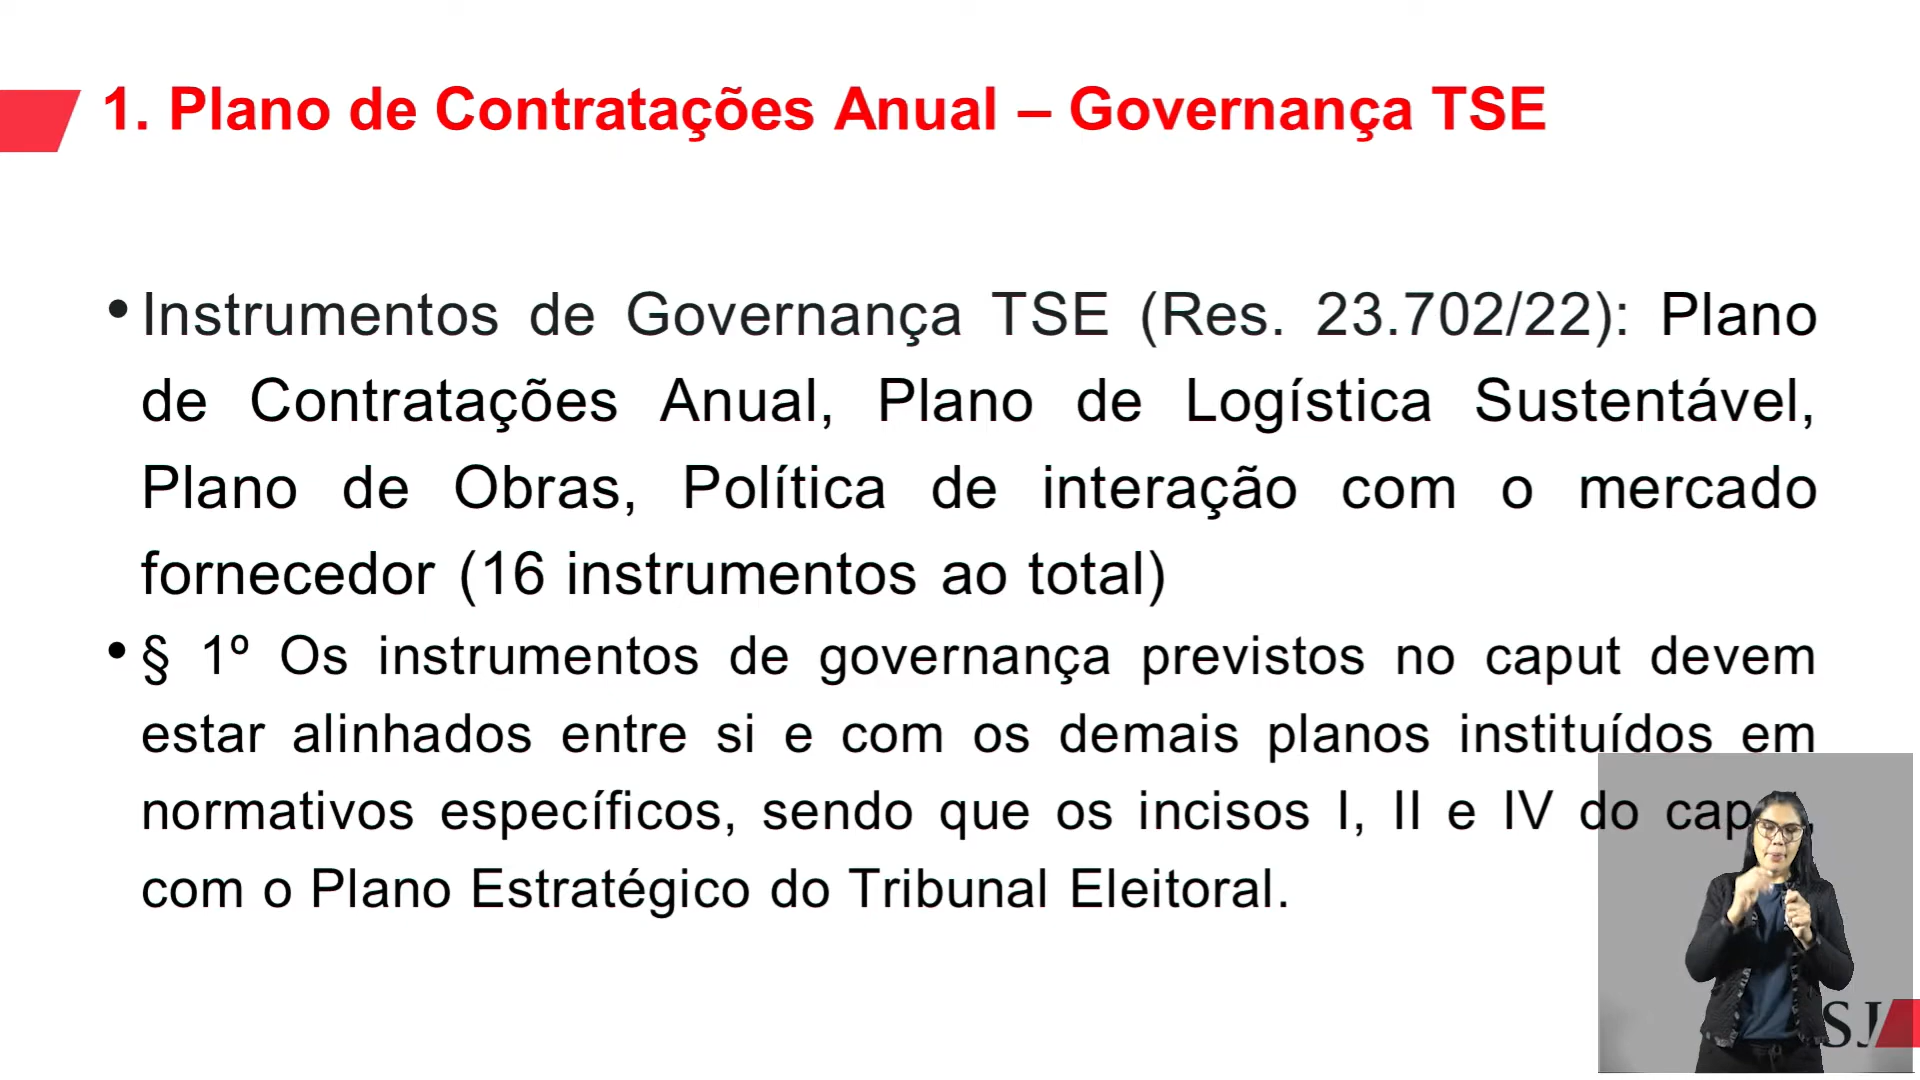 1. Plano de Contratações Anual – Governança TSE
• Instrumentos de Governança TSE (Res. 23.702/22): Plano
de Contratações Anual, Plano de Logística Sustentável,
Plano de Obras, Política de interação com o mercado
fornecedor (16 instrumentos ao total)
• § 1º Os instrumentos de governança previstos no caput devem
estar alinhados entre si e com os demais planos instituídos em
normativos específicos, sendo que os incisos I, II e IV do
com o Plano Estratégico do Tribunal Eleitoral.
SJ